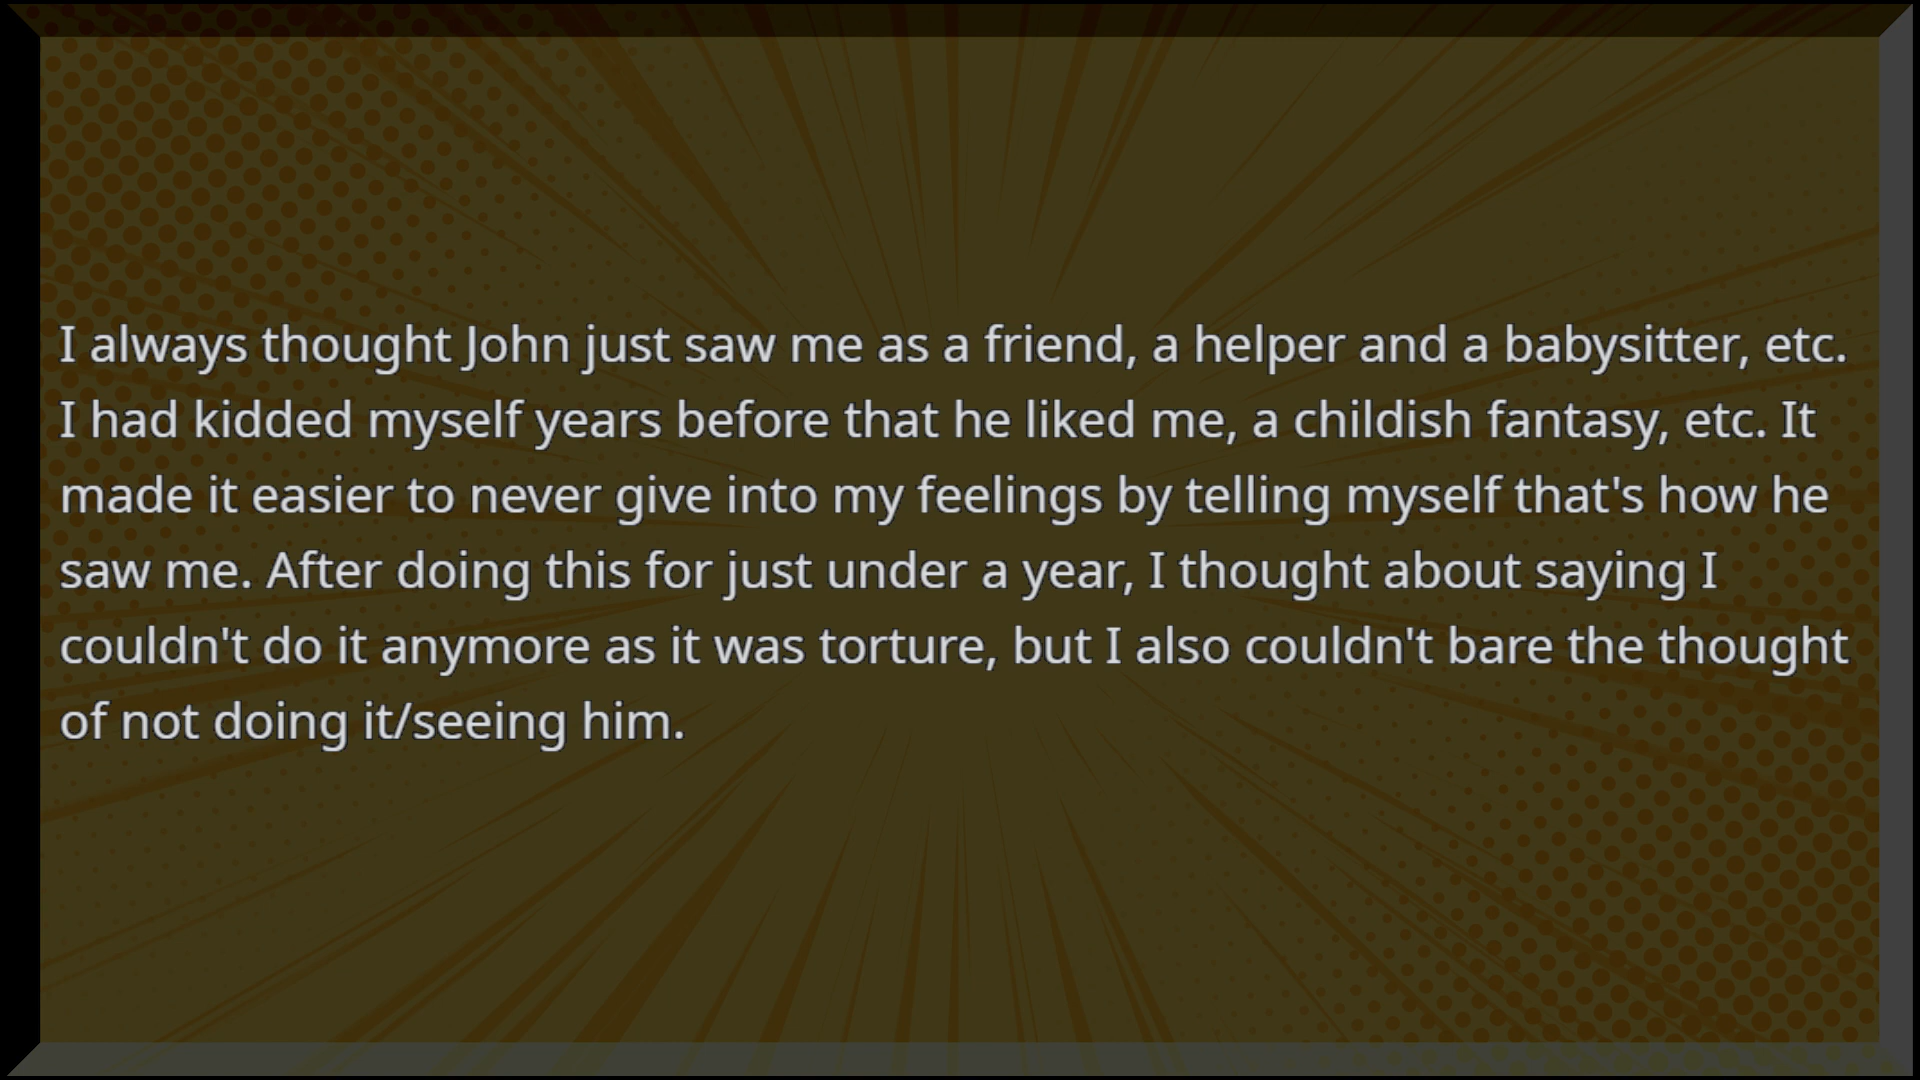 I always thought John just saw me as a friend, a helper and a babysitter, etc.
I had kidded myself years before that he liked me, a childish fantasy, etc. It
made it easier to never give into my feelings by telling myself that's how he
saw me. After doing this for just under a year, I thought about saying I
couldn't do it anymore as it was torture, but I also couldn't bare the thought
of not doing it/seeing him.